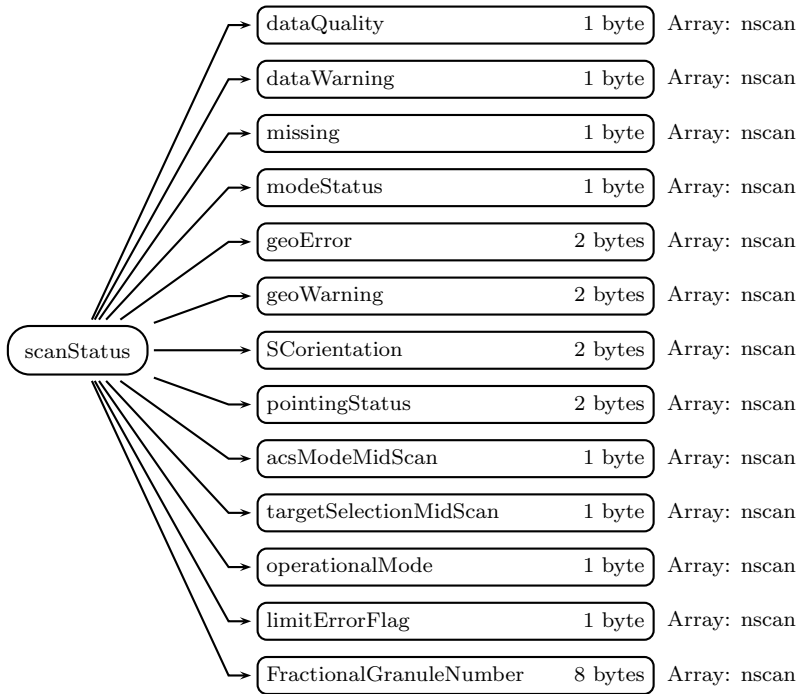 dataQuality 1 byte Array: nscan
dataWarning 1 byte Array: nscan
missing 1 byte Array: nscan
modeStatus 1 byte Array: nscan
geoError 2 bytes Array: nscan
geoWarning 2 bytes Array: nscan
scanStatus
SCorientation 2 bytes Array: nscan
pointingStatus 2 bytes Array: nscan
acsModeMidScan 1 byte Array: nscan
targetSelectionMidScan 1 byte Array: nscan
operationalMode 1 byte Array: nscan
limitErrorFlag 1 byte Array: nscan
FractionalGranuleNumber 8 bytes Array: nscan